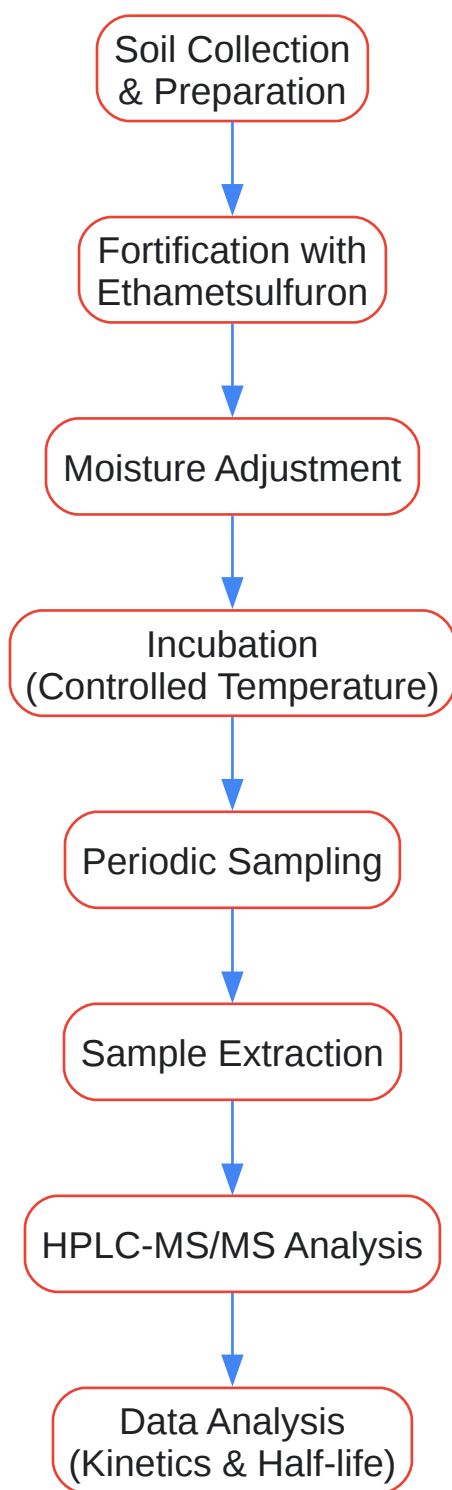 Soil Collection
& Preparation
Fortification with
Ethametsulfuron
Moisture Adjustment
Incubation
(Controlled Temperature)
Periodic Sampling
Sample Extraction
HPLC-MS/MS Analysis
Data Analysis
(Kinetics & Half-life)